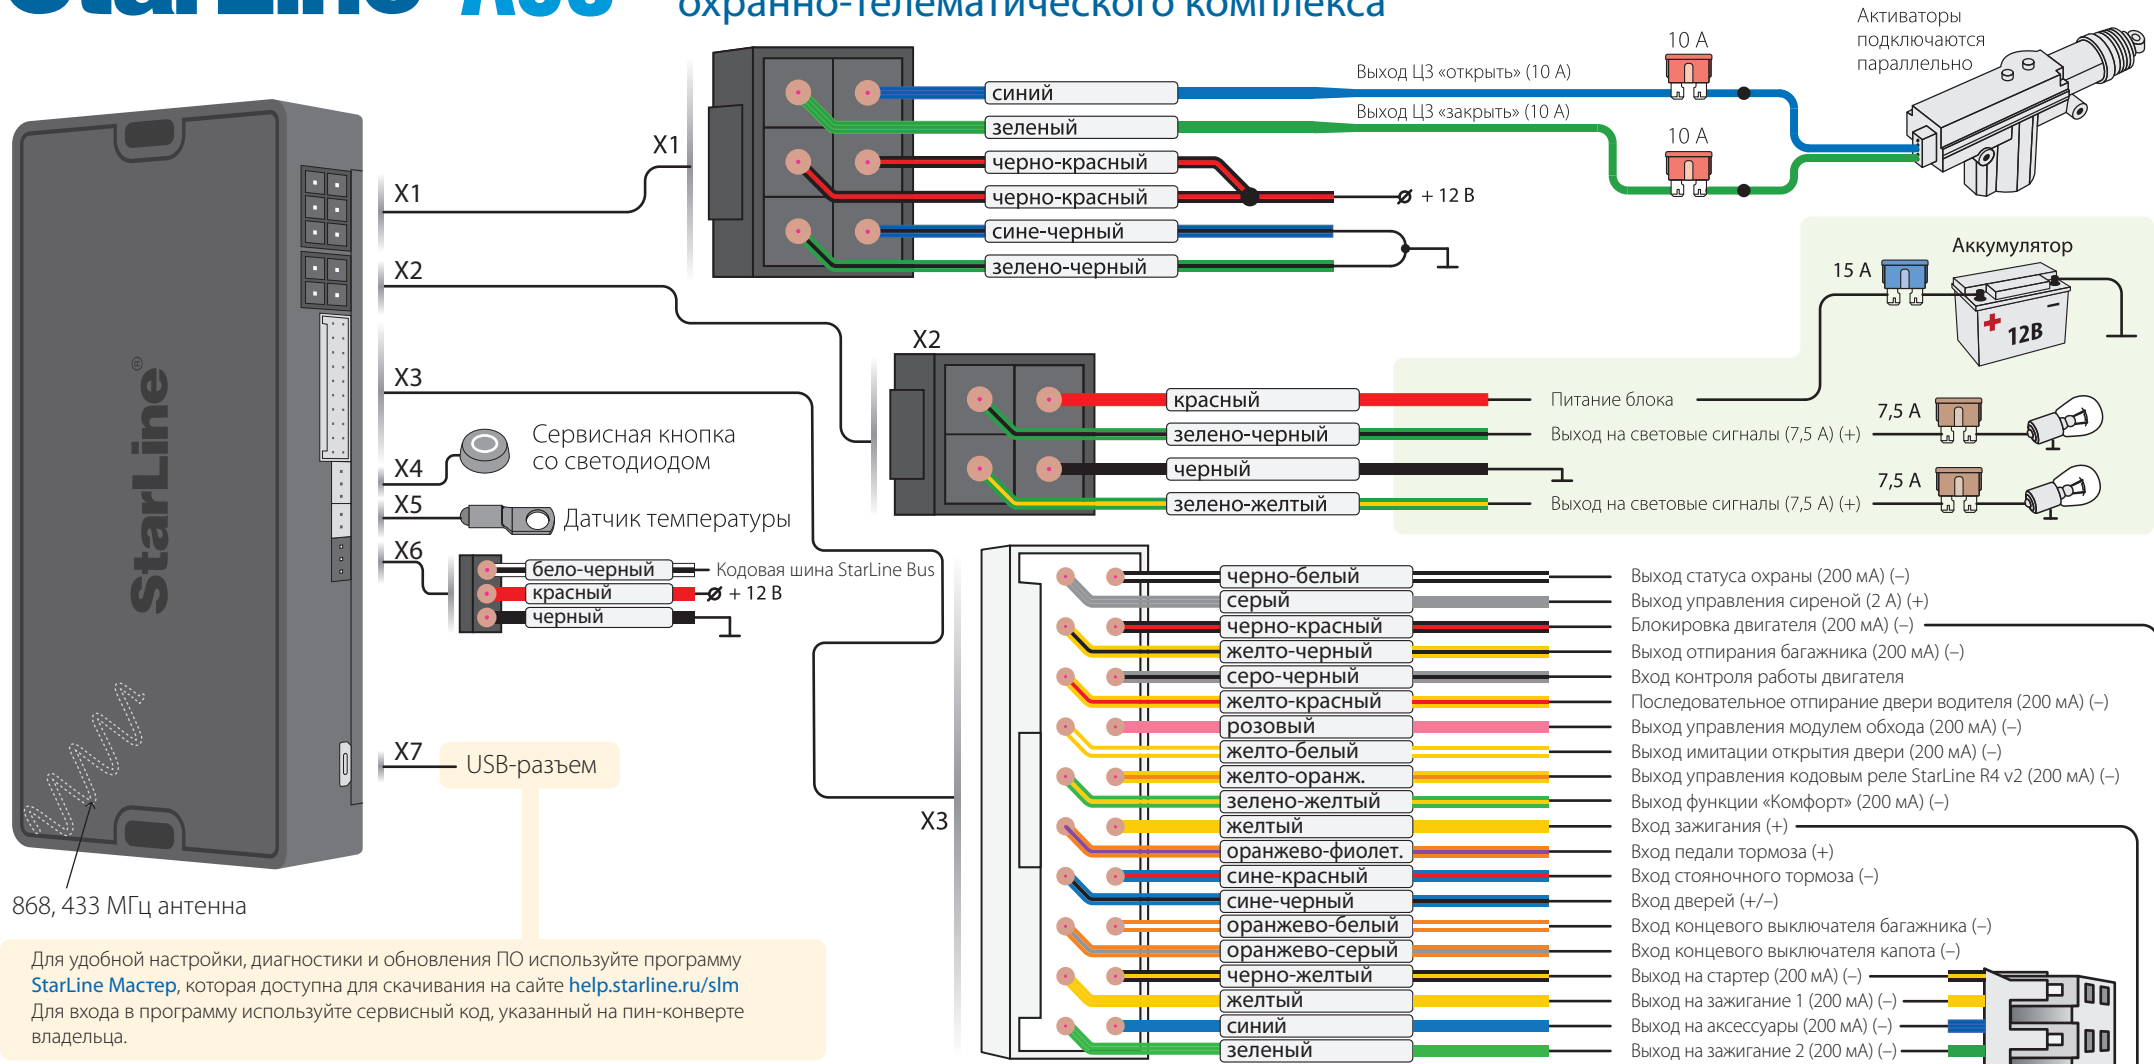 StarLine
охранно-телематического комплекса
StarLine®
X1
X2
X3
X4
X5
X6
X7
Сервисная кнопка
со светодиодом
Датчик температуры
бело-черный
Кодовая шина StarLine Bus
красный
+ 12 В
черный
USB-разъем
868, 433 МГц антенна
Для удобной настройки, диагностики и обновления ПО используйте программу
StarLine Мастер, которая доступна для скачивания на сайте help.starline.ru/slm
Для входа в программу используйте сервисный код, указанный на пин-конверте
владельца.
X1
синий
Выход ЦЗ «открыть» (10 А)
10 А
зеленый
Выход ЦЗ «закрыть» (10 А)
10 А
черно-красный
черно-красный
+ 12 В
сине-черный
зелено-черный
Активаторы
подключаются
параллельно
X2
красный
Питание блока
15 А
Аккумулятор
12В
зелено-черный
Выход на световые сигналы (7,5 А) (+)
7,5 А
черный
зелено-желтый
Выход на световые сигналы (7,5 А) (+)
7,5 А
X3
черно-белый
Выход статуса охраны (200 мА) (–)
серый
Выход управления сиреной (2 А) (+)
черно-красный
Блокировка двигателя (200 мА) (–)
желто-черный
Выход отпирания багажника (200 мА) (–)
серо-черный
Вход контроля работы двигателя
желто-красный
Последовательное отпирание двери водителя (200 мА) (–)
розовый
Выход управления модулем обхода (200 мА) (–)
желто-белый
Выход имитации открытия двери (200 мА) (–)
желто-оранж.
Выход управления кодовым реле StarLine R4 v2 (200 мА) (–)
зелено-желтый
Выход функции «Комфорт» (200 мА) (–)
желтый
Вход зажигания (+)
оранжево-фиолет.
Вход педали тормоза (+)
сине-красный
Вход стояночного тормоза (–)
сине-черный
Вход дверей (+/–)
оранжево-белый
Вход концевого выключателя багажника (–)
оранжево-серый
Вход концевого выключателя капота (–)
черно-желтый
Выход на стартер (200 мА) (–)
желтый
Выход на зажигание 1 (200 мА) (–)
синий
Выход на аксессуары (200 мА) (–)
зеленый
Выход на зажигание 2 (200 мА) (–)